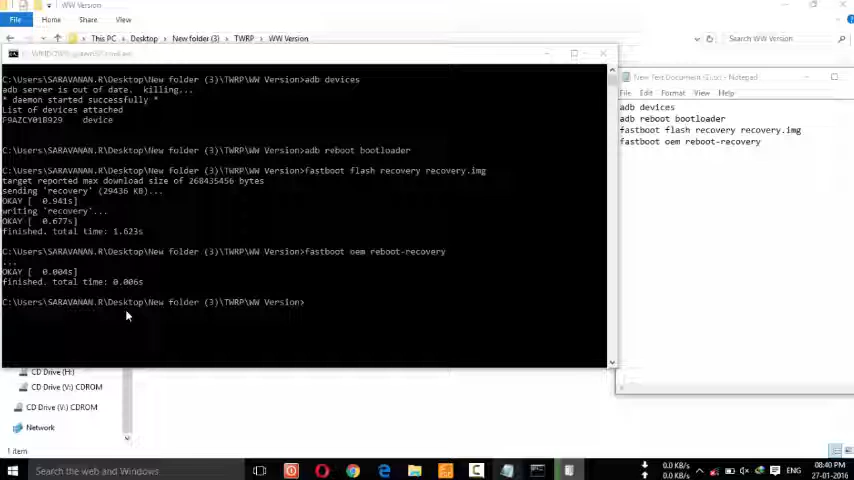 WW Version
File Home Share View
This PC Desktop New folder (3) TWRP WW Version
Search WW Version
C:\Users\SARAVANAN.R\Desktop\New folder (3)\TWRP\WW Version>adb devices
adb server is out of date. killing...
* daemon started successfully *
List of devices attached
F9AZCY01B929 device
C:\Users\SARAVANAN.R\Desktop\New folder (3)\TWRP\WW Version>adb reboot bootloader
C:\Users\SARAVANAN.R\Desktop\New folder (3)\TWRP\WW Version>fastboot flash recovery recovery.img
target reported max download size of 268435456 bytes
sending 'recovery' (29436 KB)...
OKAY [ 0.941s]
writing 'recovery'...
OKAY [ 0.677s]
finished. total time: 1.623s
C:\Users\SARAVANAN.R\Desktop\New folder (3)\TWRP\WW Version>fastboot oem reboot-recovery
...
OKAY [ 0.004s]
finished. total time: 0.006s
C:\Users\SARAVANAN.R\Desktop\New folder (3)\TWRP\WW Version>
New Text Document - Notepad
File Edit Format View Help
adb devices
adb reboot bootloader
fastboot flash recovery recovery.img
fastboot oem reboot-recovery
CD Drive (H:)
CD Drive (V:) CDROM
CD Drive (V:) CDROM
Network
1 item
Search the web and Windows
0.0 KB/s
0.0 KB/s
ENG
08:40 PM
27-01-2016